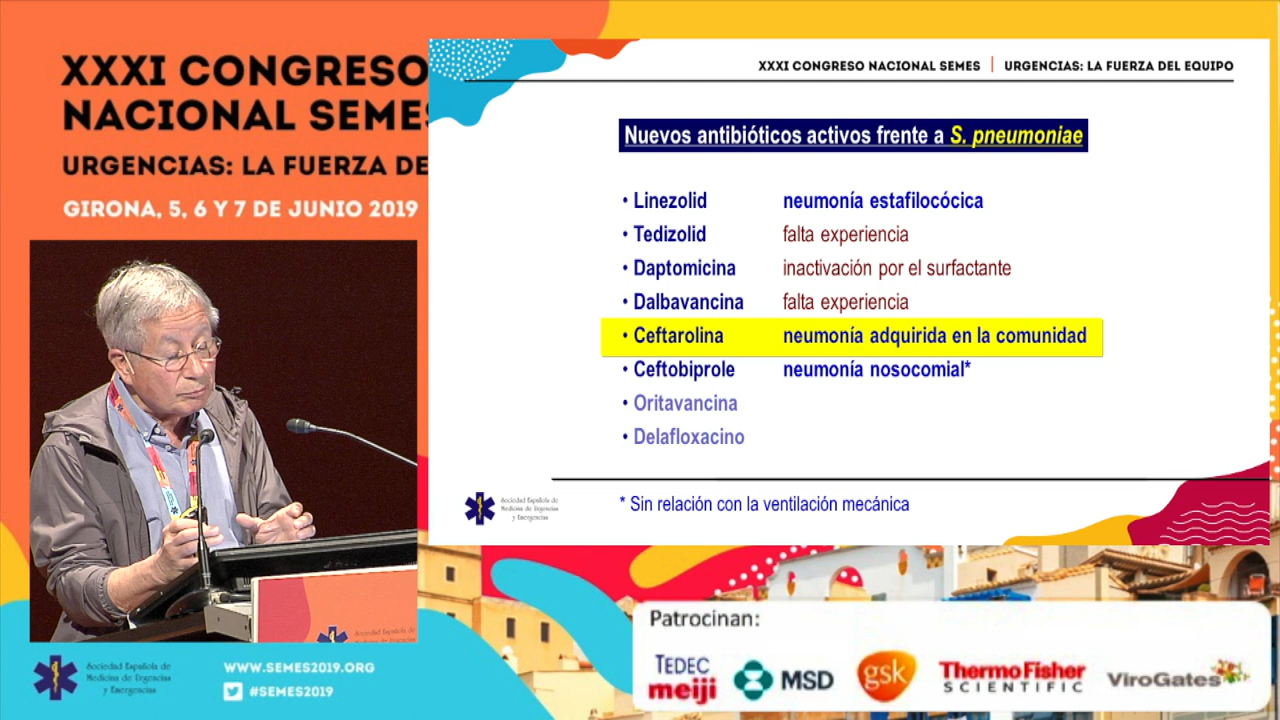 XXXI CONGRESO
NACIONAL SEMES
URGENCIAS: LA FUERZA DE
GIRONA, 5, 6 Y 7 DE JUNIO 2019
XXXI CONGRESO NACIONAL SEMES | URGENCIAS: LA FUERZA DEL EQUIPO
Nuevos antibióticos activos frente a S. pneumoniae
• Linezolid neumonía estafilocócica
• Tedizolid falta experiencia
• Daptomicina inactivación por el surfactante
• Dalbavancina falta experiencia
• Ceftarolina neumonía adquirida en la comunidad
• Ceftobiprole neumonía nosocomial*
• Oritavancina
• Delafloxacino
Sociedad Española de
Medicina de Urgencias
y Emergencias
* Sin relación con la ventilación mecánica
Sociedad Española de
Patrocinan:
TEDEC
meiji
MSD
gsk
ThermoFisher
SCIENTIFIC
ViroGates
Sociedad Española de
Medicina de Urgencias
y Emergencias
WWW.SEMES2019.ORG
#SEMES2019